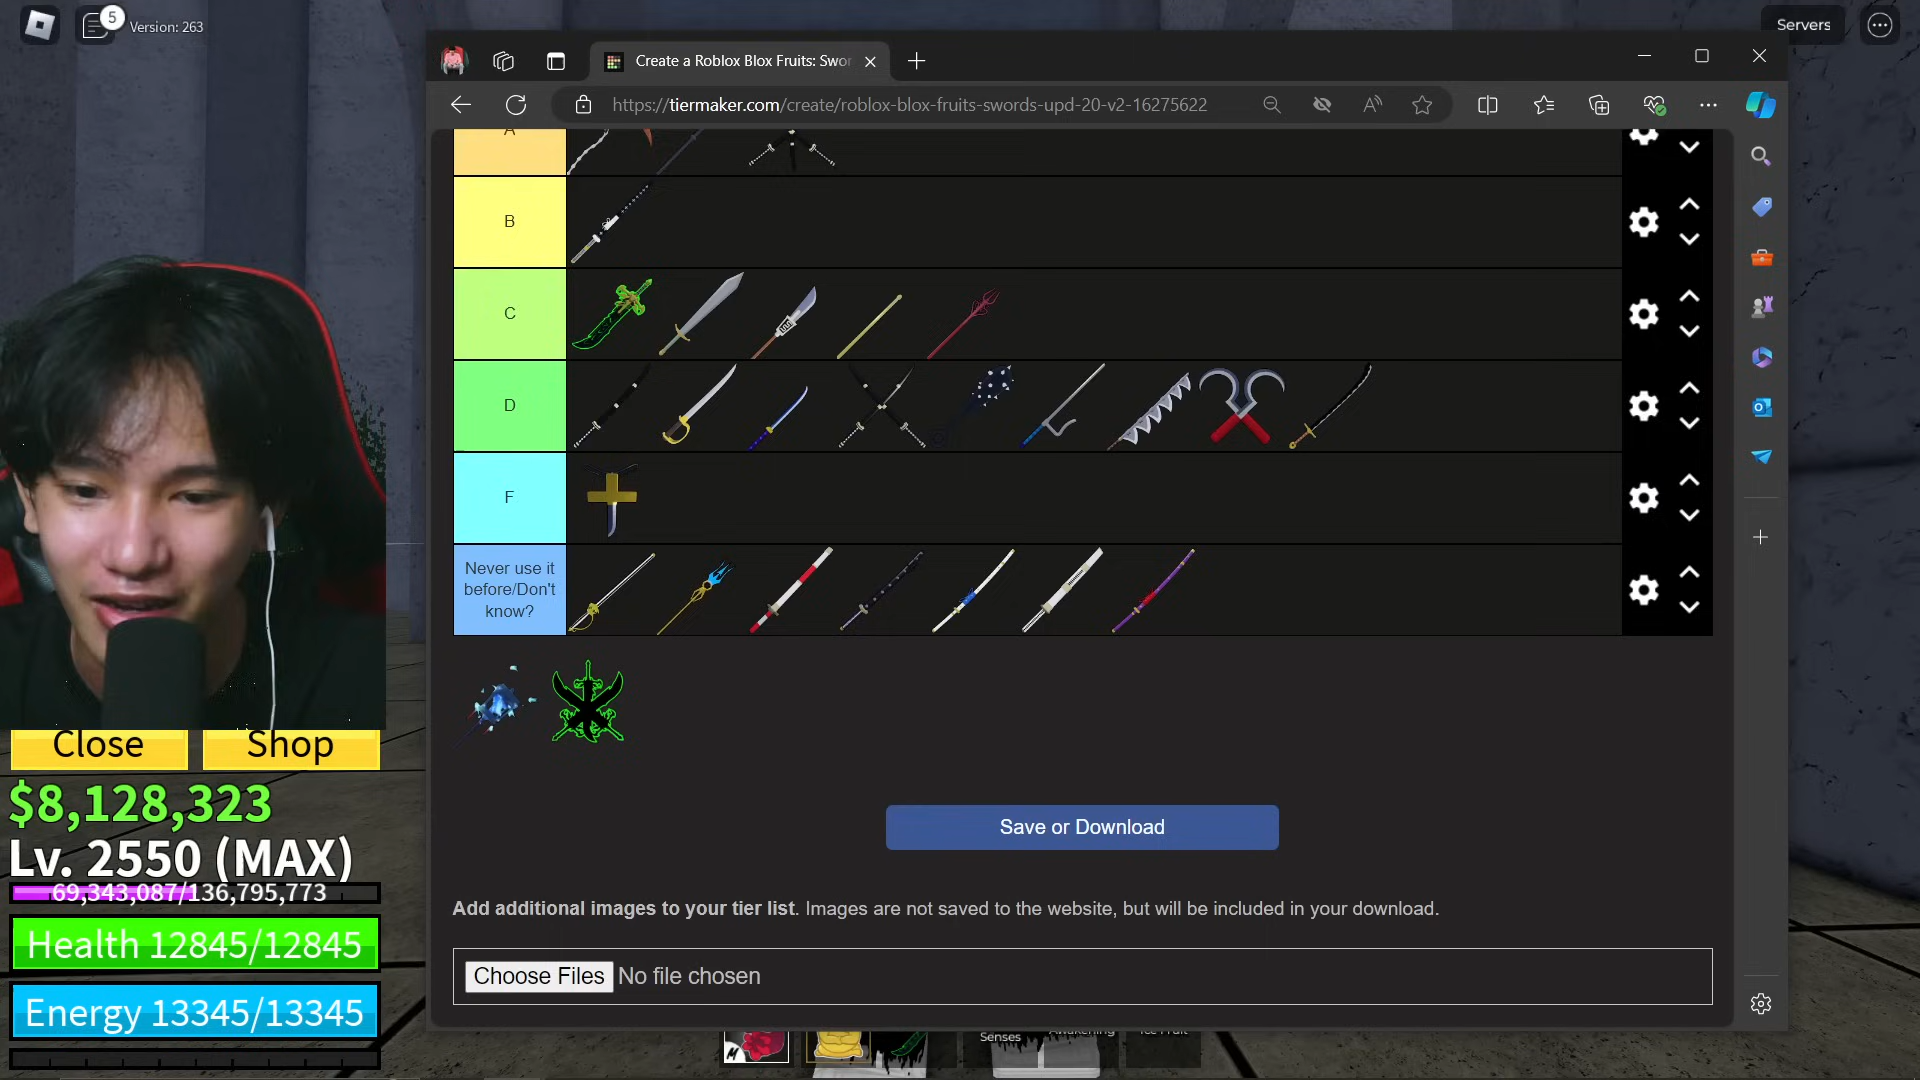 5
Version: 263
Servers
Create a Roblox Blox Fruits: Swor
https://tiermaker.com/create/roblox-blox-fruits-swords-upd-20-v2-16275622
A
B
C
D
F
Never use it
before/Don't
know?
Save or Download
Add additional images to your tier list. Images are not saved to the website, but will be included in your download.
Choose Files No file chosen
Close
Shop
$8,128,323
Lv. 2550 (MAX)
69,343,087/136,795,773
Health 12845/12845
Energy 13345/13345
Senses
Awakening
Ice Fruit
M